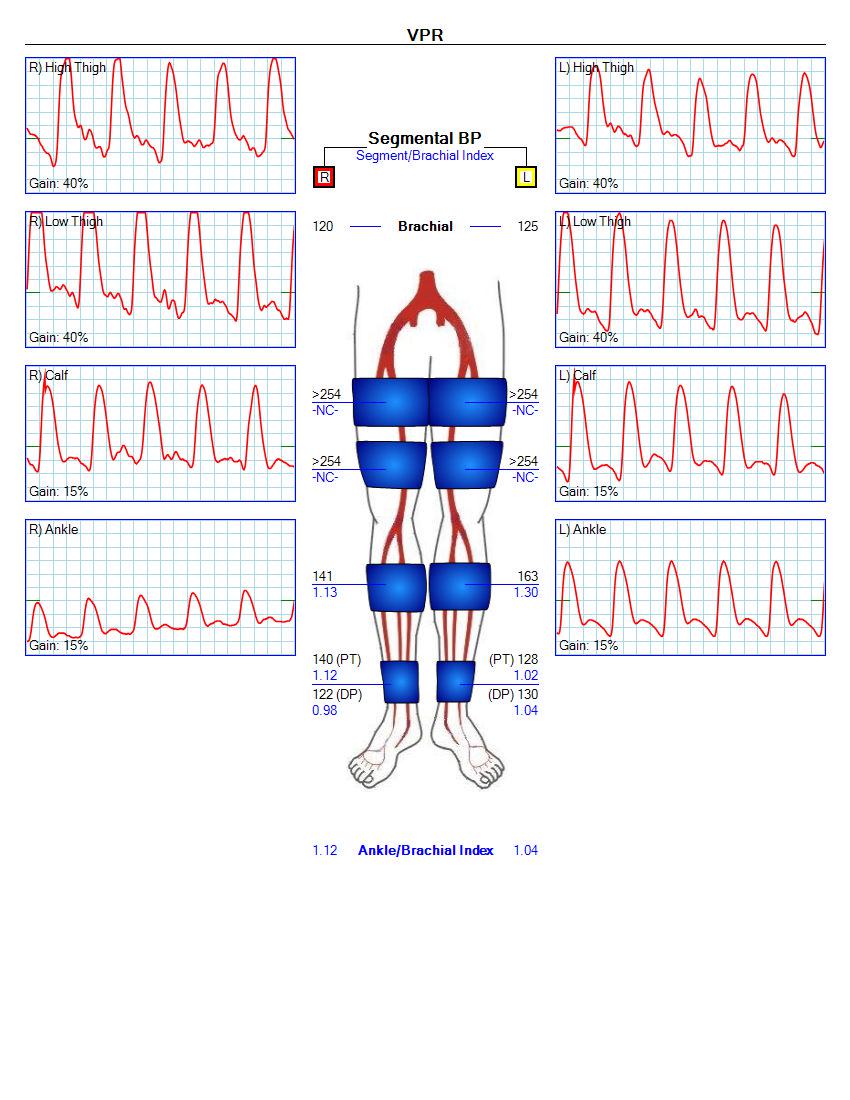 VPR
R) High Thigh
Gain: 40%
R) Low Thigh
Gain: 40%
R) Calf
Gain: 15%
R) Ankle
Gain: 15%
Segmental BP
Segment/Brachial Index
R
L
120 Brachial 125
>254 >254
-NC- -NC-
>254 >254
-NC- -NC-
141 163
1.13 1.30
140 (PT) (PT) 128
1.12 1.02
122 (DP) (DP) 130
0.98 1.04
1.12 Ankle/Brachial Index 1.04
L) High Thigh
Gain: 40%
L) Low Thigh
Gain: 40%
L) Calf
Gain: 15%
L) Ankle
Gain: 15%